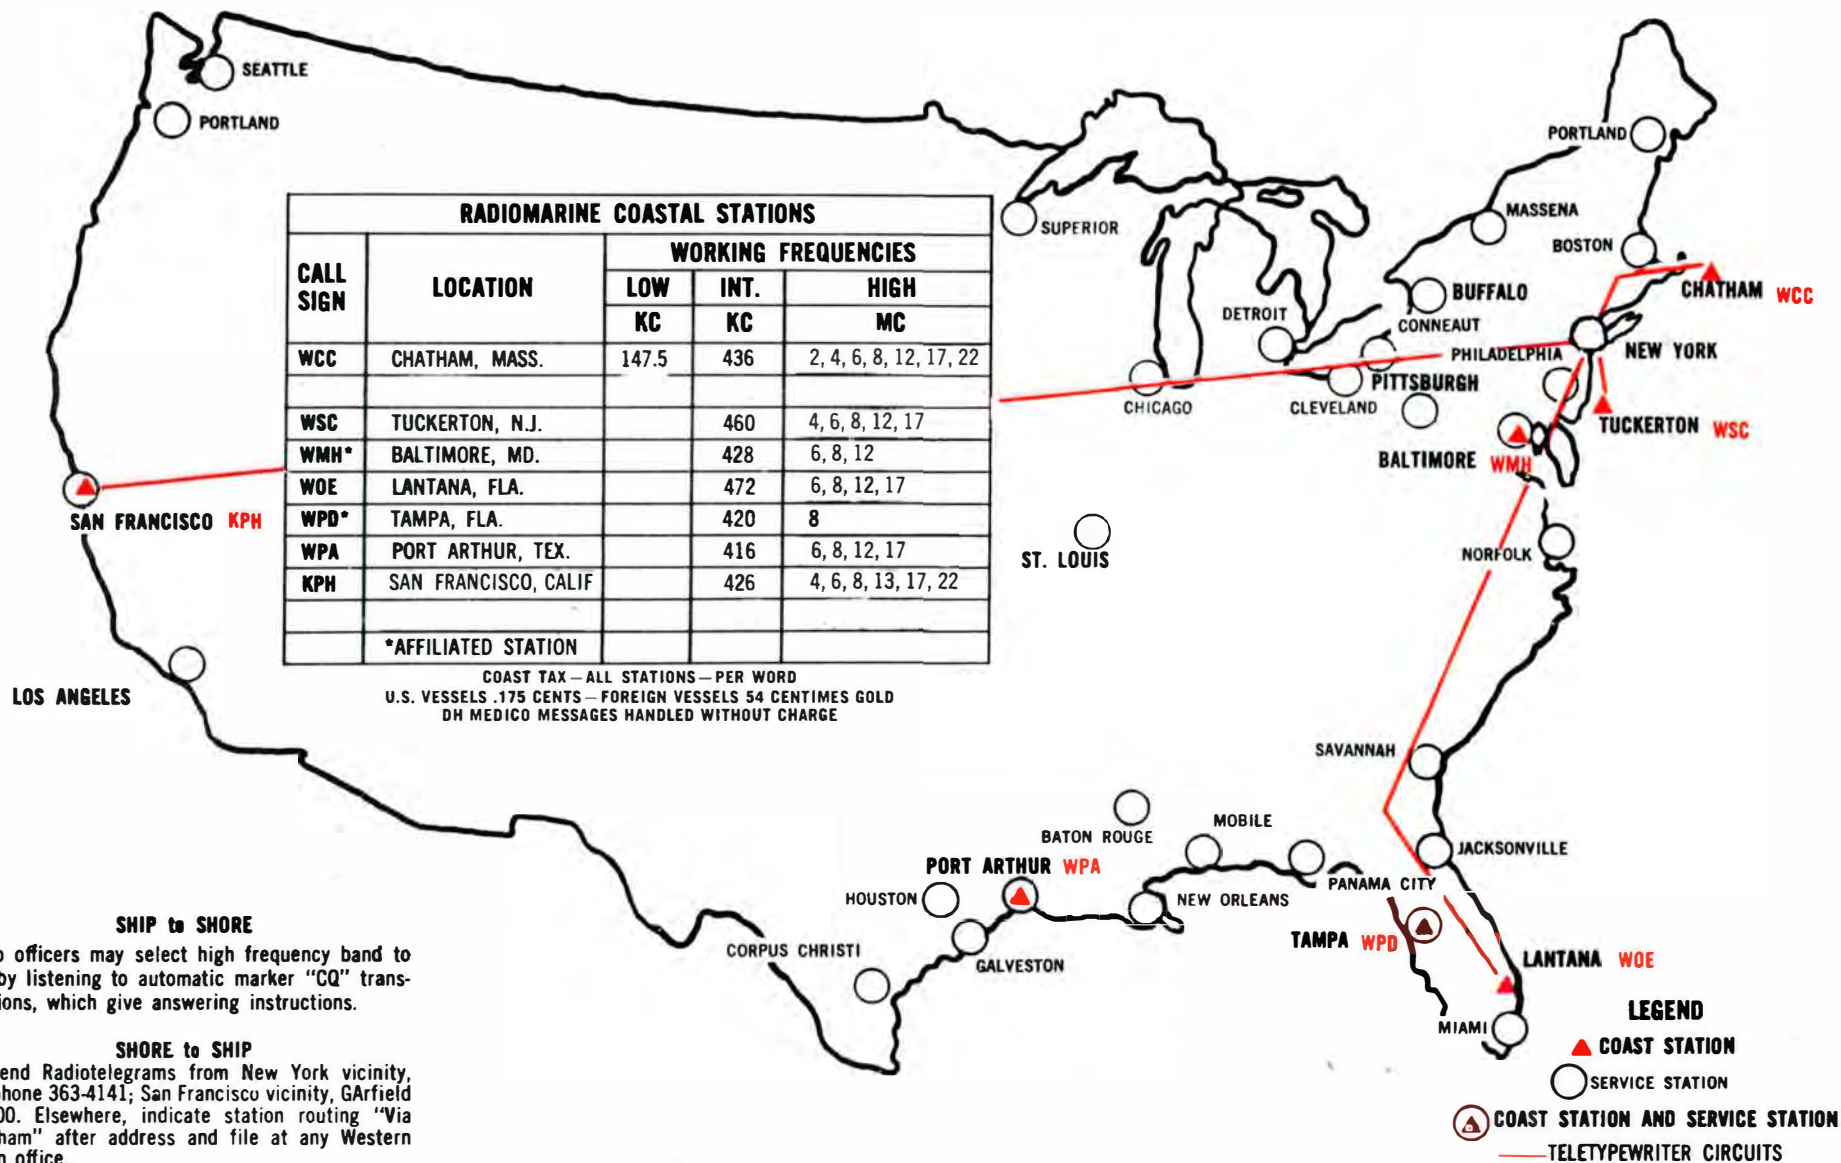 SEATTLE
PORTLAND
SAN FRANCISCO KPH
LOS ANGELES
RADIOMARINE COASTAL STATIONS
CALL SIGN LOCATION WORKING FREQUENCIES
LOW INT. HIGH
KC KC MC
WCC CHATHAM, MASS. 147.5 436 2, 4, 6, 8, 12, 17, 22
WSC TUCKERTON, N.J. 460 4, 6, 8, 12, 17
WMH* BALTIMORE, MD. 428 6, 8, 12
WOE LANTANA, FLA. 472 6, 8, 12, 17
WPD* TAMPA, FLA. 420 8
WPA PORT ARTHUR, TEX. 416 6, 8, 12, 17
KPH SAN FRANCISCO, CALIF 426 4, 6, 8, 13, 17, 22
*AFFILIATED STATION
COAST TAX—ALL STATIONS—PER WORD
U.S. VESSELS .175 CENTS—FOREIGN VESSELS 54 CENTIMES GOLD
DH MEDICO MESSAGES HANDLED WITHOUT CHARGE
SUPERIOR
CHICAGO
DETROIT
CLEVELAND
CONNEAUT
BUFFALO
PITTSBURGH
PHILADELPHIA
MASSENA
PORTLAND
BOSTON
CHATHAM WCC
NEW YORK
TUCKERTON WSC
BALTIMORE WMH
NORFOLK
ST. LOUIS
SAVANNAH
JACKSONVILLE
PANAMA CITY
MOBILE
BATON ROUGE
NEW ORLEANS
PORT ARTHUR WPA
HOUSTON
GALVESTON
CORPUS CHRISTI
TAMPA WPD
LANTANA WOE
MIAMI
SHIP to SHORE
officers may select high frequency band to
by listening to automatic marker "CQ" trans-
ions, which give answering instructions.
SHORE to SHIP
end Radiotelegrams from New York vicinity,
phone 363-4141; San Francisco vicinity, GArfield
00. Elsewhere, indicate station routing "Via
ham" after address and file at any Western
office.
LEGEND
COAST STATION
SERVICE STATION
COAST STATION AND SERVICE STATION
TELETYPEWRITER CIRCUITS